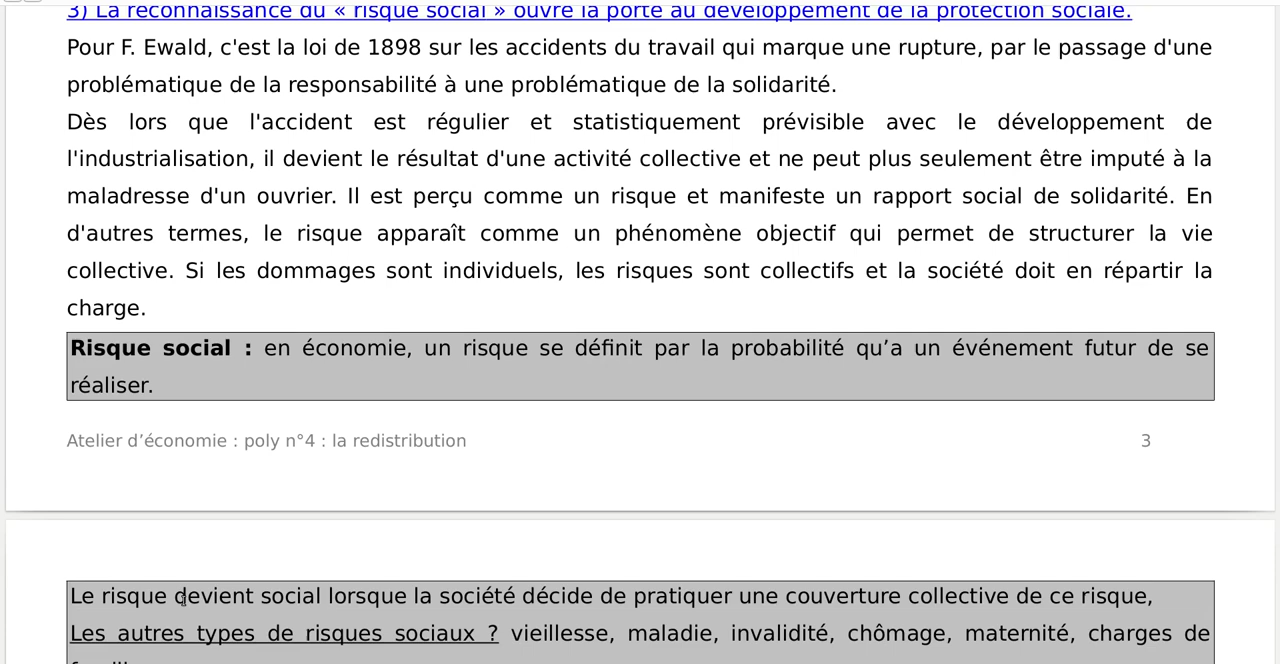 3) La reconnaissance du « risque social » ouvre la porte au développement de la protection sociale.
Pour F. Ewald, c'est la loi de 1898 sur les accidents du travail qui marque une rupture, par le passage d'une
problématique de la responsabilité à une problématique de la solidarité.
Dès lors que l'accident est régulier et statistiquement prévisible avec le développement de
l'industrialisation, il devient le résultat d'une activité collective et ne peut plus seulement être imputé à la
maladresse d'un ouvrier. Il est perçu comme un risque et manifeste un rapport social de solidarité. En
d'autres termes, le risque apparaît comme un phénomène objectif qui permet de structurer la vie
collective. Si les dommages sont individuels, les risques sont collectifs et la société doit en répartir la
charge.
Risque social : en économie, un risque se définit par la probabilité qu’a un événement futur de se
réaliser.
Atelier d’économie : poly n°4 : la redistribution 3
Le risque devient social lorsque la société décide de pratiquer une couverture collective de ce risque,
Les autres types de risques sociaux ? vieillesse, maladie, invalidité, chômage, maternité, charges de